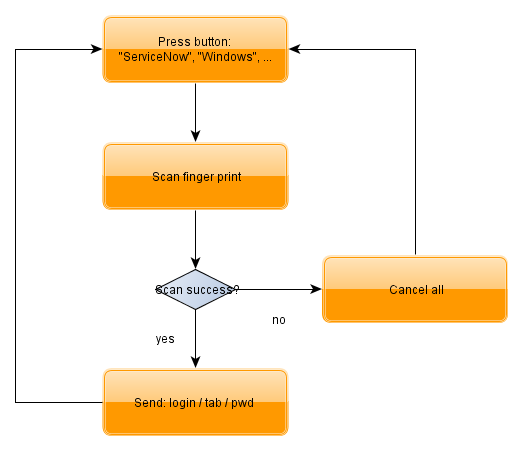 Press button:
"ServiceNow", "Windows", ...
Scan finger print
Scan success?
Cancel all
no
yes
Send: login / tab / pwd